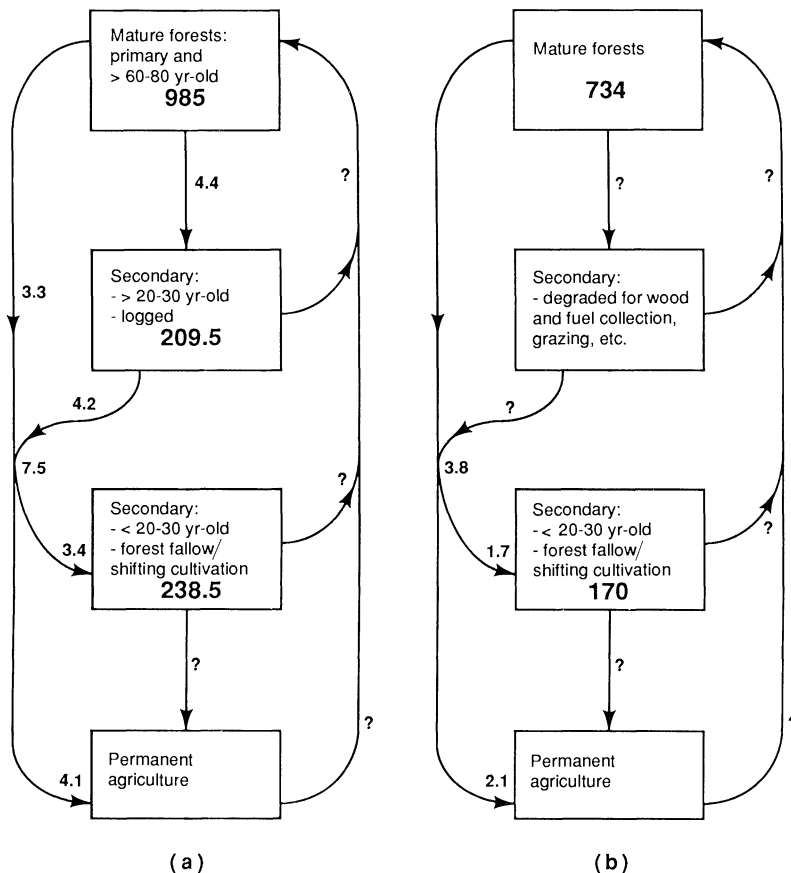 Mature forests:
primary and
> 60-80 yr-old
985
?
4.4
3.3
Secondary:
- > 20-30 yr-old
- logged
209.5
4.2
7.5
?
Secondary:
- < 20-30 yr-old
- forest fallow/
shifting cultivation
238.5
3.4
?
?
Permanent
agriculture
4.1
(a)
Mature forests
734
?
?
Secondary:
- degraded for wood
and fuel collection,
grazing, etc.
?
3.8
Secondary:
- < 20-30 yr-old
- forest fallow/
shifting cultivation
170
1.7
?
?
Permanent
agriculture
2.1
(b)